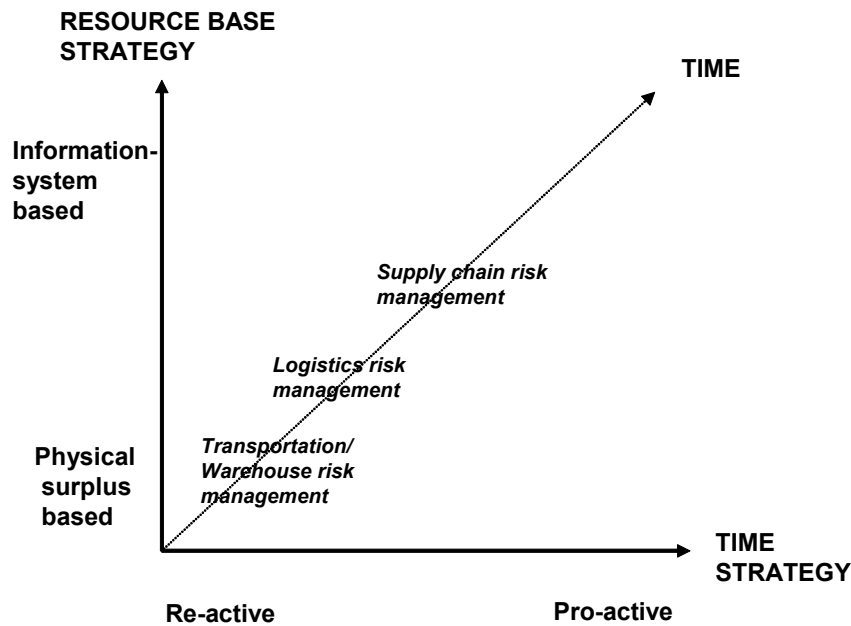 RESOURCE BASE
STRATEGY
TIME
Information-
system
based
Supply chain risk
management
Logistics risk
management
Transportation/
Warehouse risk
management
Physical
surplus
based
TIME
STRATEGY
Re-active
Pro-active